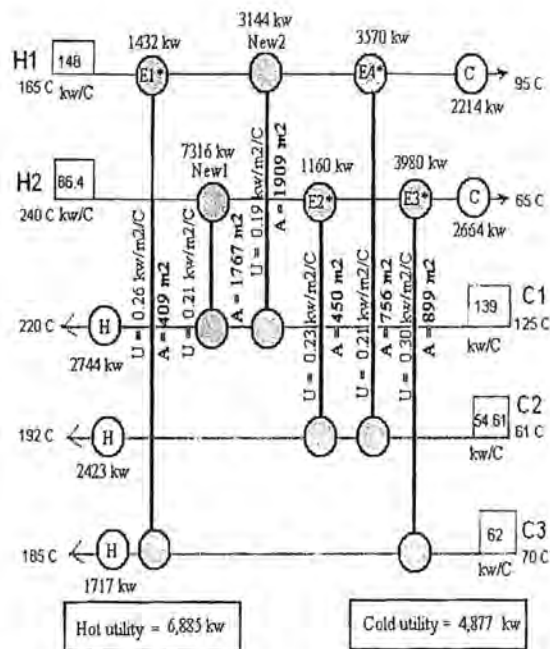 3144 kw
1432 kw New2 3570 kw
H1 148 E1* E4* C
165 C kw/C 95 C
2214 kw
7316 kw
New1 1160 kw 3980 kw
H2 86.4 E2* E3* C
240 C kw/C 65 C
2664 kw
U = 0.26 kw/m2/C
A = 409 m2
U = 0.21 kw/m2/C
A = 1767 m2
U = 0.19 kw/m2/C
A = 1909 m2
U = 0.23 kw/m2/C
A = 450 m2
U = 0.21 kw/m2/C
A = 756 m2
U = 0.30 kw/m2/C
A = 899 m2
139 C1
220 C H 125 C
2744 kw kw/C
54.61 C2
192 C H 61 C
2423 kw kw/C
62 C3
185 C H 70 C
1717 kw kw/C
Hot utility = 6,885 kw Cold utility = 4,877 kw